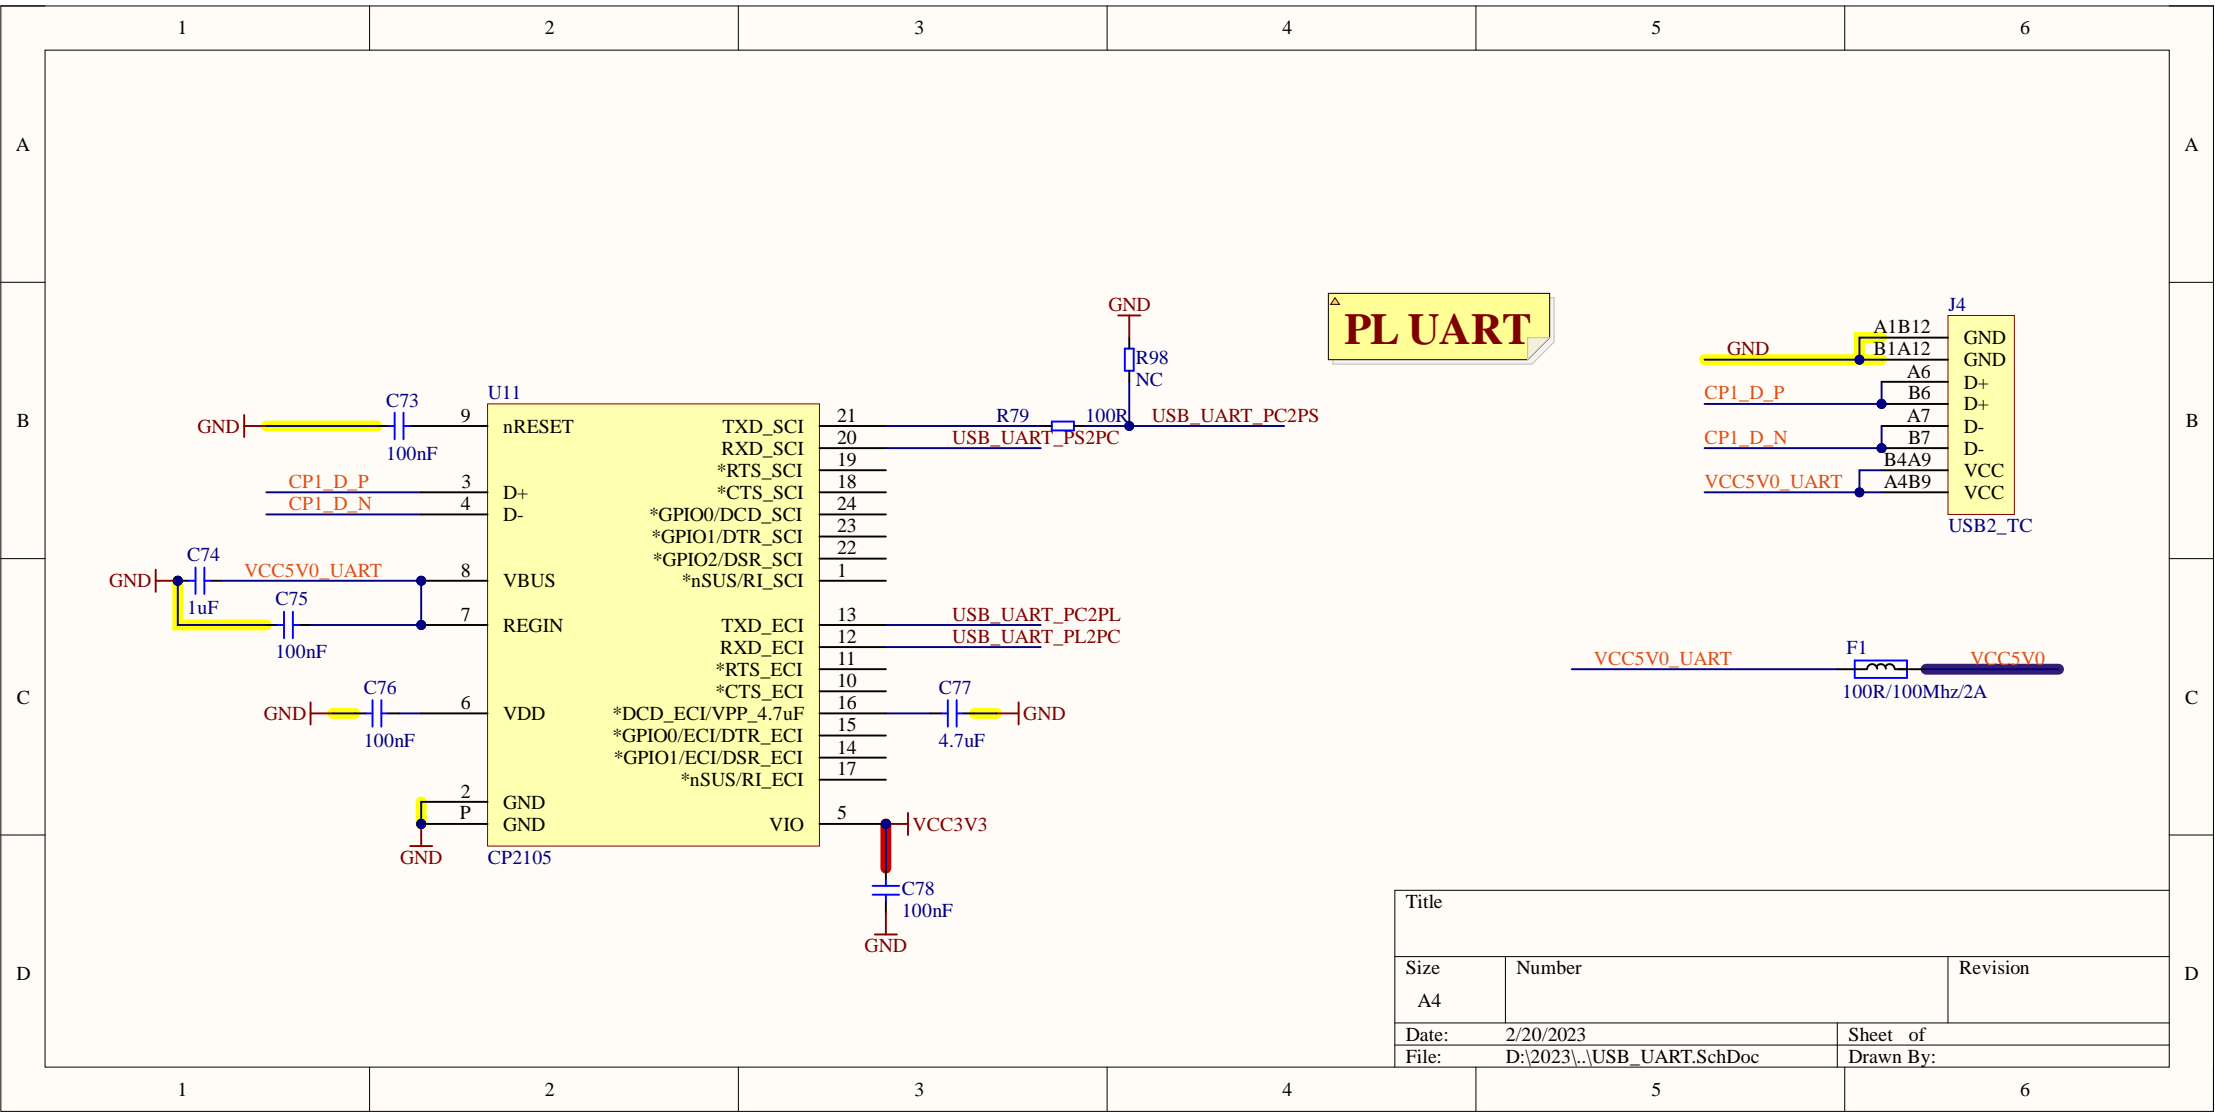 1 2 3 4 5 6
A A
B B
C C
D D
U11
GND
C73
100nF
9
nRESET
CP1_D_P
3
D+
CP1_D_N
4
D-
GND
C74
1uF
VCC5V0_UART
8
VBUS
C75
100nF
7
REGIN
GND
C76
100nF
6
VDD
2
GND
P
GND
GND
CP2105
TXD_SCI
21
R79
100R
USB_UART_PC2PS
GND
R98
NC
RXD_SCI
20
USB_UART_PS2PC
*RTS_SCI
19
*CTS_SCI
18
*GPIO0/DCD_SCI
24
*GPIO1/DTR_SCI
23
*GPIO2/DSR_SCI
22
*nSUS/RI_SCI
1
TXD_ECI
13
USB_UART_PC2PL
RXD_ECI
12
USB_UART_PL2PC
*RTS_ECI
11
*CTS_ECI
10
*DCD_ECI/VPP_4.7uF
16
C77
4.7uF
GND
*GPIO0/ECI/DTR_ECI
15
*GPIO1/ECI/DSR_ECI
14
*nSUS/RI_ECI
17
VIO
5
VCC3V3
C78
100nF
GND
PL UART
J4
GND
A1B12
GND
B1A12
GND
CP1_D_P
A6
D+
B6
D+
CP1_D_N
A7
D-
B7
D-
VCC5V0_UART
B4A9
VCC
A4B9
VCC
USB2_TC
VCC5V0_UART
F1
VCC5V0
100R/100Mhz/2A
Title
Size
A4
Number
Revision
Date: 2/20/2023
Sheet of
File: D:\2023\..\USB_UART.SchDoc
Drawn By:
1 2 3 4 5 6